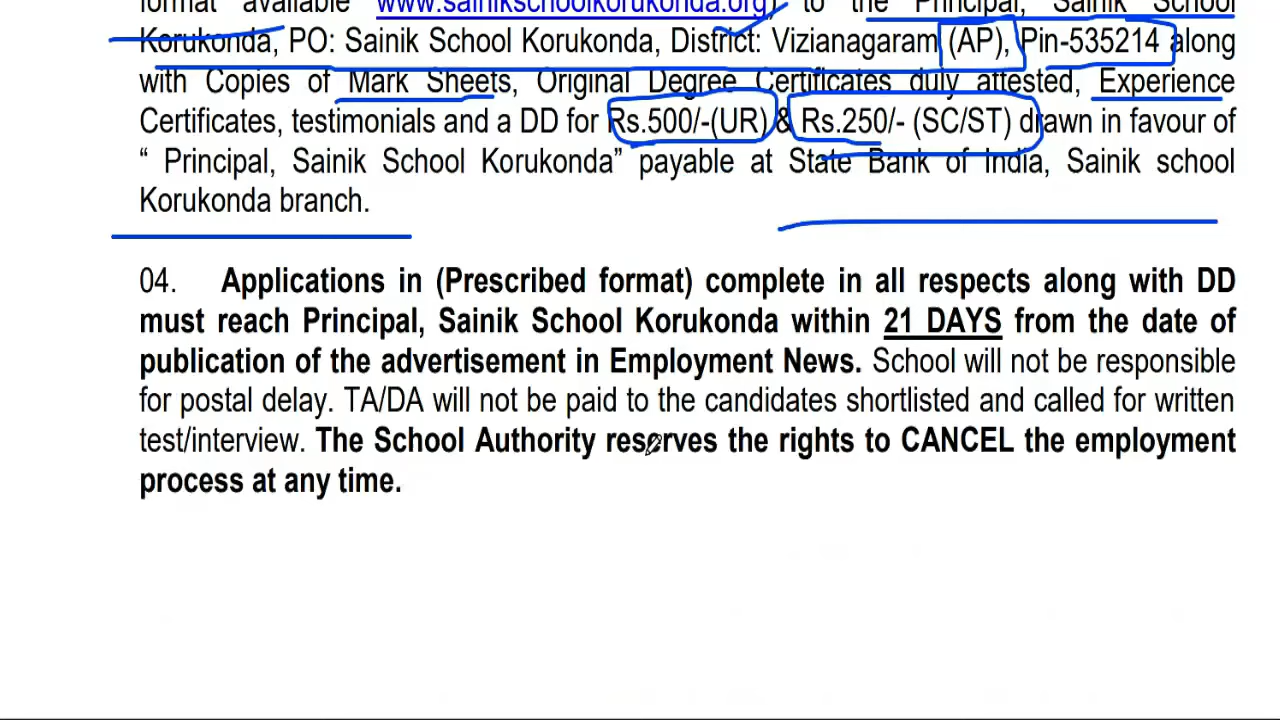 format available www.sainikschoolkorukonda.org) to the Principal, Sainik School
Korukonda, PO: Sainik School Korukonda, District: Vizianagaram (AP), Pin-535214 along
with Copies of Mark Sheets, Original Degree Certificates duly attested, Experience
Certificates, testimonials and a DD for Rs.500/-(UR) & Rs.250/- (SC/ST) drawn in favour of
“ Principal, Sainik School Korukonda” payable at State Bank of India, Sainik school
Korukonda branch.
04. Applications in (Prescribed format) complete in all respects along with DD
must reach Principal, Sainik School Korukonda within 21 DAYS from the date of
publication of the advertisement in Employment News. School will not be responsible
for postal delay. TA/DA will not be paid to the candidates shortlisted and called for written
test/interview. The School Authority reserves the rights to CANCEL the employment
process at any time.